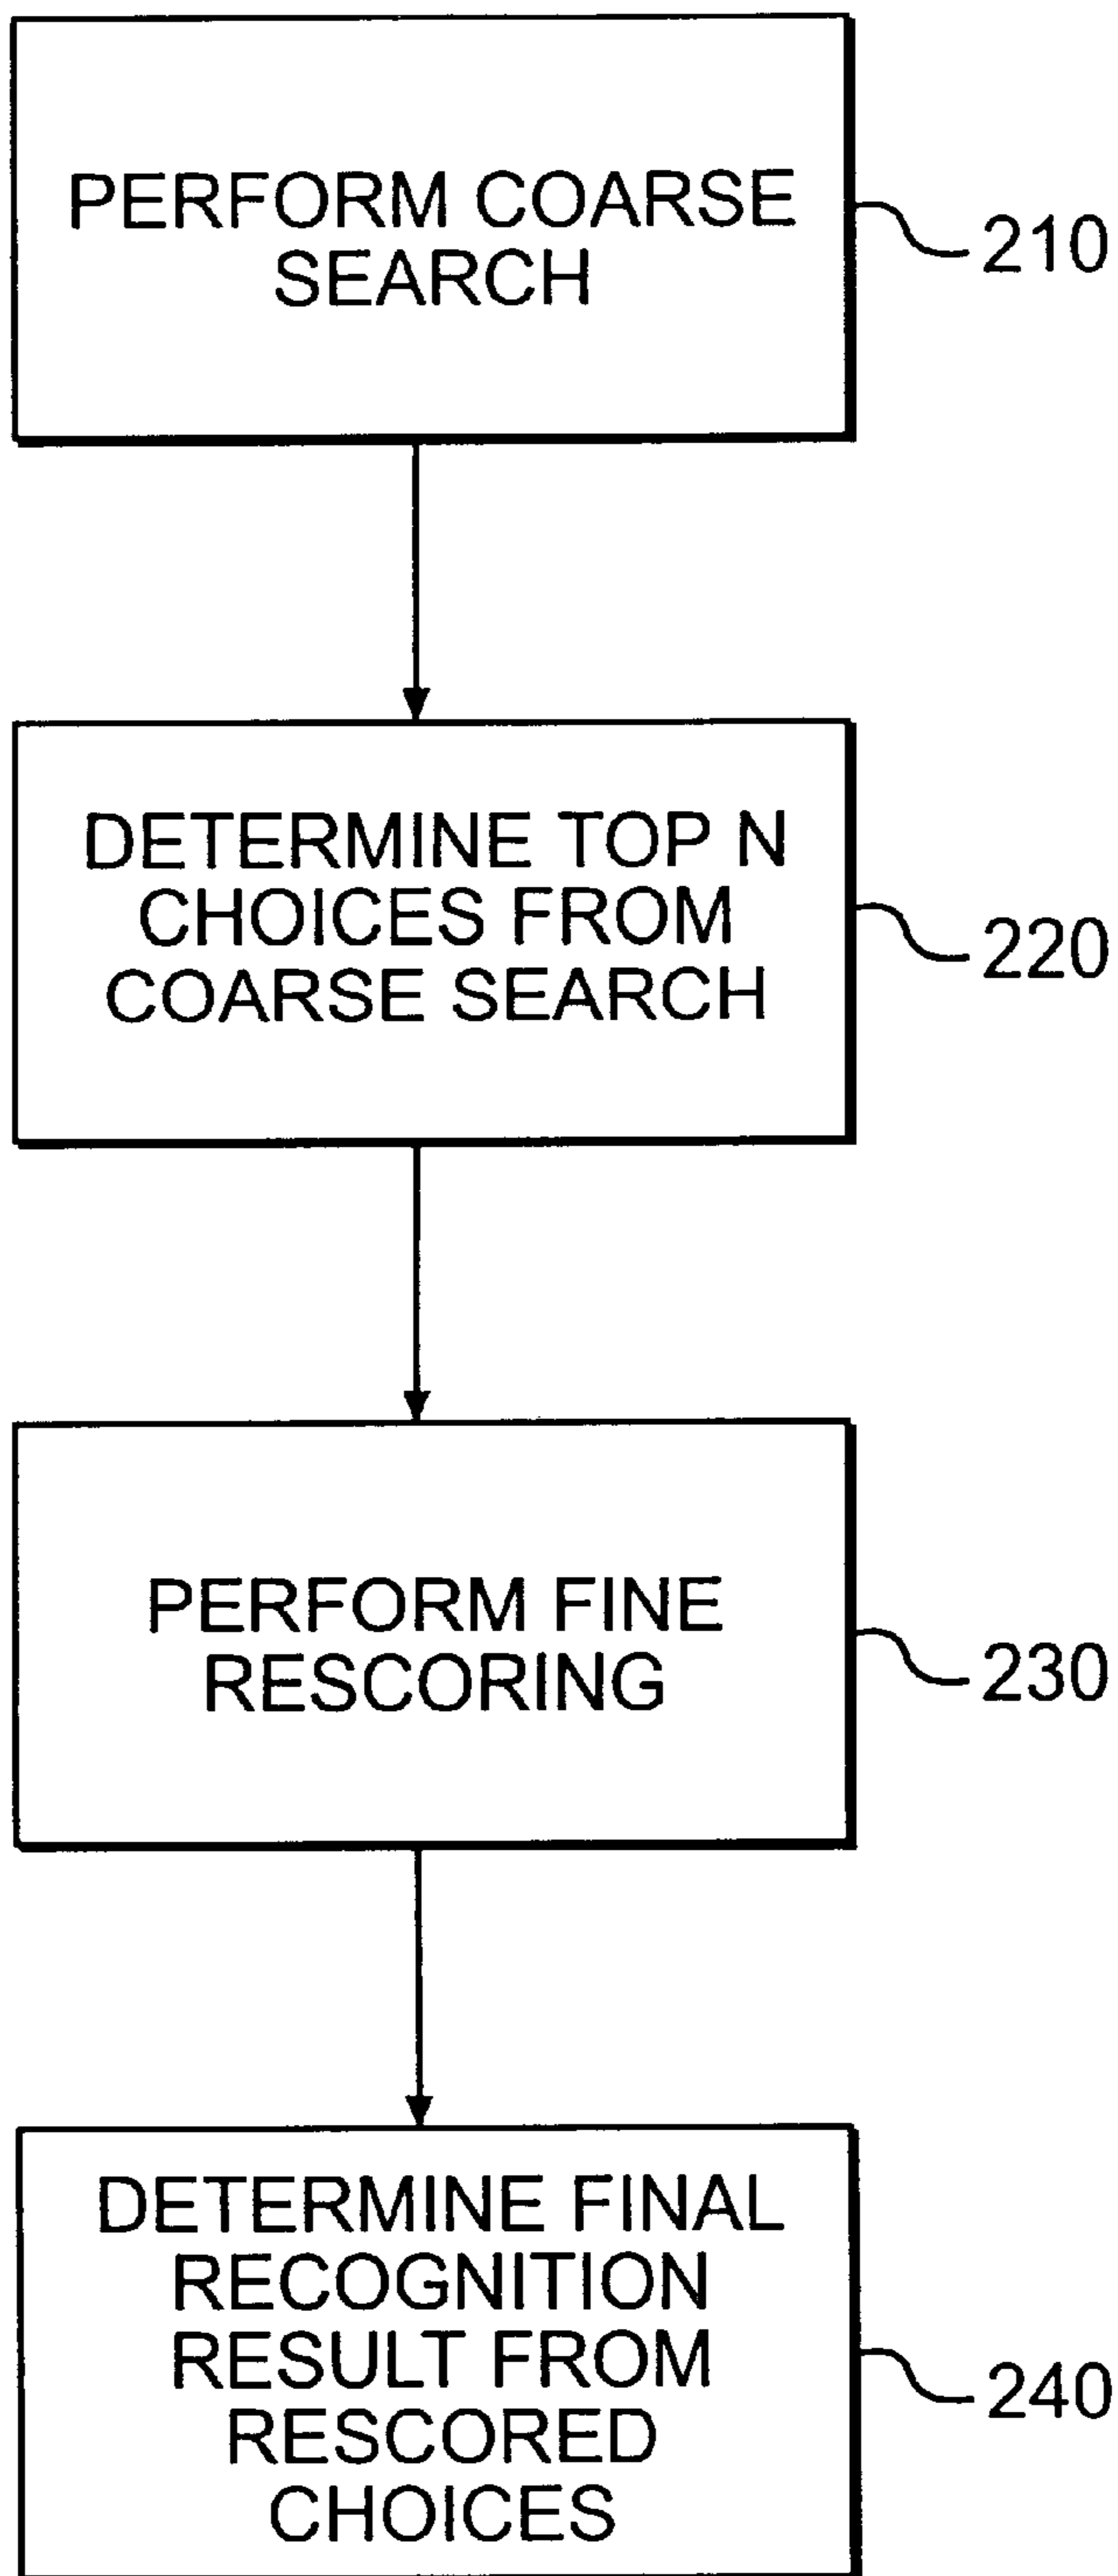 PERFORM COARSE
SEARCH
210
DETERMINE TOP N
CHOICES FROM
COARSE SEARCH
220
PERFORM FINE
RESCORING
230
DETERMINE FINAL
RECOGNITION
RESULT FROM
RESCORED
CHOICES
240